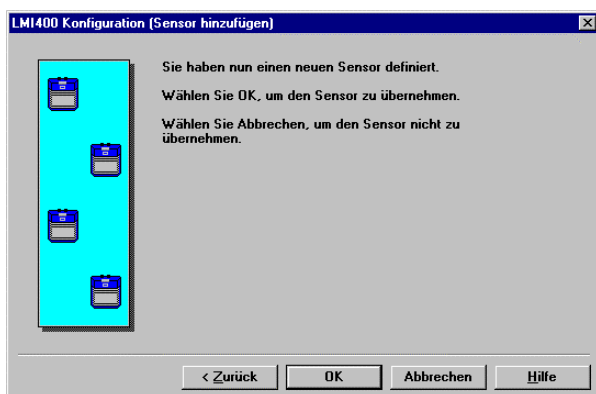 LMI400 Konfiguration (Sensor hinzufügen)
Sie haben nun einen neuen Sensor definiert.
Wählen Sie OK, um den Sensor zu übernehmen.
Wählen Sie Abbrechen, um den Sensor nicht zu
übernehmen.
< Zurück OK Abbrechen Hilfe